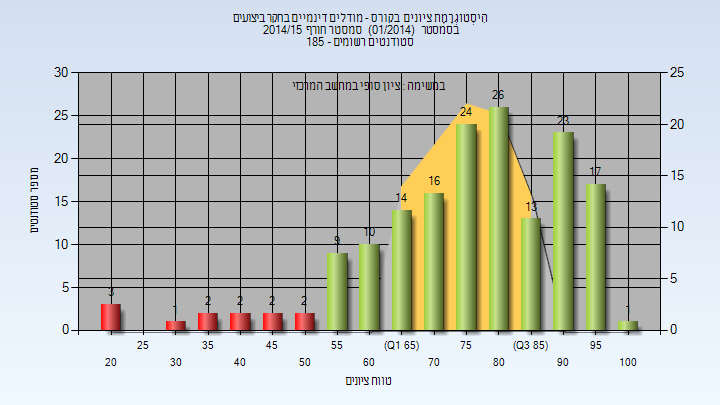 היסטוגרמת ציונים בקורס - מודלים דינמיים בחקר ביצועים
בסמסטר (01/2014) סמסטר חורף 2014/15
סטודנטים רשומים - 185
במשימה : ציון סופי במחשב המרכזי
מספר סטודנטים
30 25 20 15 10 5 0
25 20 15 10 5 0
3 1 2 2 2 2 9 10 14 16 24 26 13 23 17 1
25 35 45 55 (Q1 65) 75 (Q3 85) 95
20 30 40 50 60 70 80 90 100
טווח ציונים